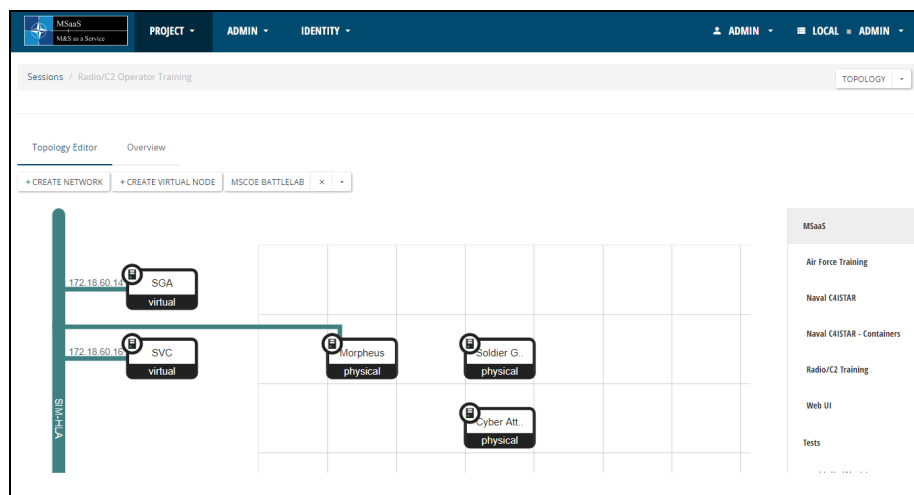 MSaaS
+
M&S as a Service
PROJECT
ADMIN
IDENTITY
ADMIN
LOCAL
ADMIN
Sessions / Radio/C2 Operator Training
TOPOLOGY
Topology Editor
Overview
+ CREATE NETWORK
+ CREATE VIRTUAL NODE
MSCOE BATTLELAB
MSaaS
Air Force Training
Naval C4ISTAR
Naval C4ISTAR - Containers
Radio/C2 Training
Web UI
Tests
172.18.60.14
SGA
virtual
172.18.60.16
SVC
virtual
Morpheus
physical
Soldier G..
physical
Cyber Att..
physical
SIM-HLA